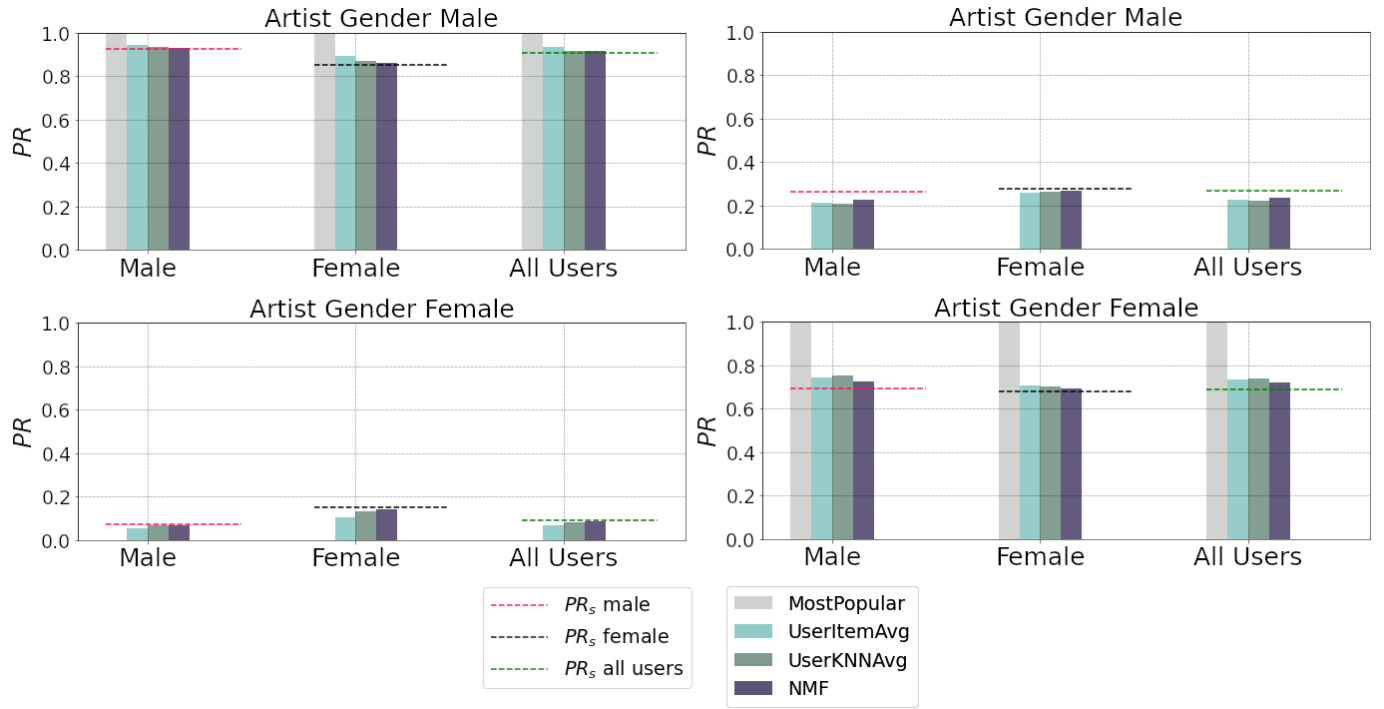 Artist Gender Male
1.0
0.8
0.6
0.4
0.2
0.0
PR
Male Female All Users
Artist Gender Male
1.0
0.8
0.6
0.4
0.2
0.0
PR
Male Female All Users
Artist Gender Female
1.0
0.8
0.6
0.4
0.2
0.0
PR
Male Female All Users
Artist Gender Female
1.0
0.8
0.6
0.4
0.2
0.0
PR
Male Female All Users
PRs male
PRs female
PRs all users
MostPopular
UserItemAvg
UserKNNAvg
NMF